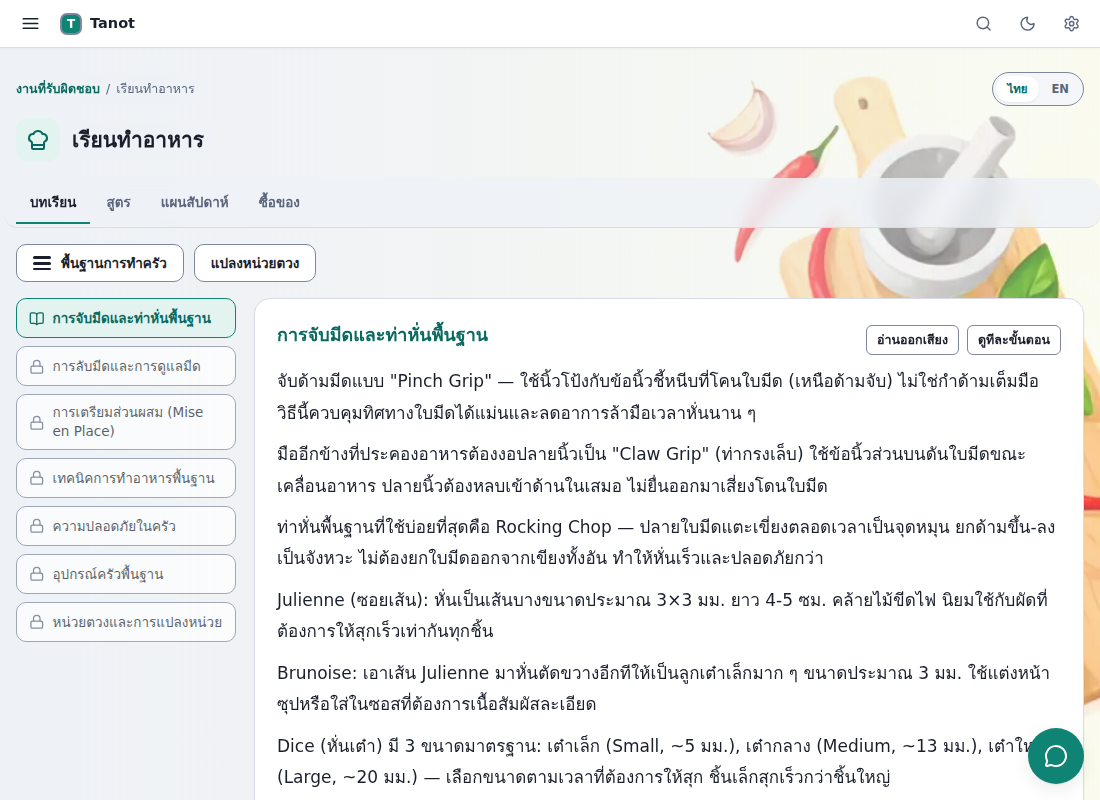 T Tanot
งานที่รับผิดชอบ / เรียนทำอาหาร
ไทย EN
เรียนทำอาหาร
บทเรียน สูตร แผนสัปดาห์ ซื้อของ
พื้นฐานการทำครัว แปลงหน่วยตวง
การจับมีดและท่าหั่นพื้นฐาน
การลับมีดและการดูแลมีด
การเตรียมส่วนผสม (Mise
en Place)
เทคนิคการทำอาหารพื้นฐาน
ความปลอดภัยในครัว
อุปกรณ์ครัวพื้นฐาน
หน่วยตวงและการแปลงหน่วย
การจับมีดและท่าหั่นพื้นฐาน
อ่านออกเสียง ดูทีละขั้นตอน
จับด้ามมีดแบบ "Pinch Grip" — ใช้นิ้วโป้งกับข้อนิ้วชี้หนีบที่โคนใบมีด (เหนือด้ามจับ) ไม่ใช่กำด้ามเต็มมือ
วิธีนี้ควบคุมทิศทางใบมีดได้แม่นและลดอาการล้ามือเวลาหั่นนาน ๆ
มืออีกข้างที่ประคองอาหารต้องงอปลายนิ้วเป็น "Claw Grip" (ท่ากรงเล็บ) ใช้ข้อนิ้วส่วนบนดันใบมีดขณะ
เคลื่อนอาหาร ปลายนิ้วต้องหลบเข้าด้านในเสมอ ไม่ยื่นออกมาเสี่ยงโดนใบมีด
ท่าหั่นพื้นฐานที่ใช้บ่อยที่สุดคือ Rocking Chop — ปลายใบมีดแตะเขียงตลอดเวลาเป็นจุดหมุน ยกด้ามขึ้น-ลง
เป็นจังหวะ ไม่ต้องยกใบมีดออกจากเขียงทั้งอัน ทำให้หั่นเร็วและปลอดภัยกว่า
Julienne (ซอยเส้น): หั่นเป็นเส้นบางขนาดประมาณ 3×3 มม. ยาว 4-5 ซม. คล้ายไม้ขีดไฟ นิยมใช้กับผัดที่
ต้องการให้สุกเร็วเท่ากันทุกชิ้น
Brunoise: เอาเส้น Julienne มาหั่นตัดขวางอีกทีให้เป็นลูกเต๋าเล็กมาก ๆ ขนาดประมาณ 3 มม. ใช้แต่งหน้า
ซุปหรือใส่ในซอสที่ต้องการเนื้อสัมผัสละเอียด
Dice (หั่นเต๋า) มี 3 ขนาดมาตรฐาน: เต๋าเล็ก (Small, ~5 มม.), เต๋ากลาง (Medium, ~13 มม.),
(Large, ~20 มม.) — เลือกขนาดตามเวลาที่ต้องการให้สุก ชิ้นเล็กสุกเร็วกว่าชิ้นใหญ่